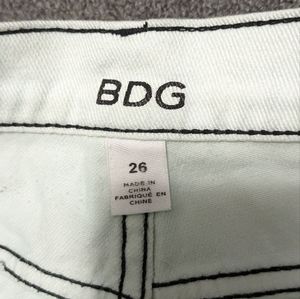 BDG
26
MADE IN
CHINA
FABRIQUÉ EN
CHINE